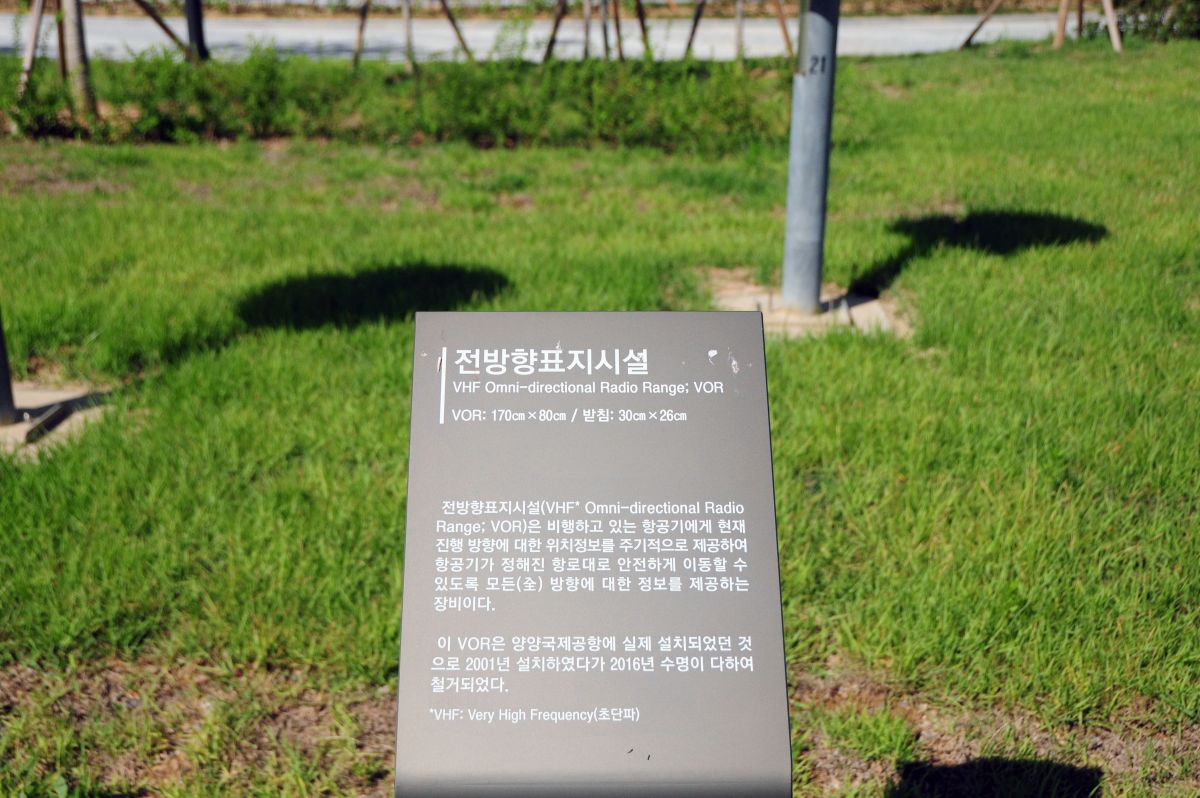 21
전방향표지시설
VHF Omni-directional Radio Range; VOR
VOR: 170㎝×80㎝ / 받침: 30㎝×26㎝
전방향표지시설(VHF* Omni-directional Radio
Range; VOR)은 비행하고 있는 항공기에게 현재
진행 방향에 대한 위치정보를 주기적으로 제공하여
항공기가 정해진 항로대로 안전하게 이동할 수
있도록 모든(全) 방향에 대한 정보를 제공하는
장비이다.
이 VOR은 양양국제공항에 실제 설치되었던 것
으로 2001년 설치하였다가 2016년 수명이 다하여
철거되었다.
*VHF: Very High Frequency(초단파)